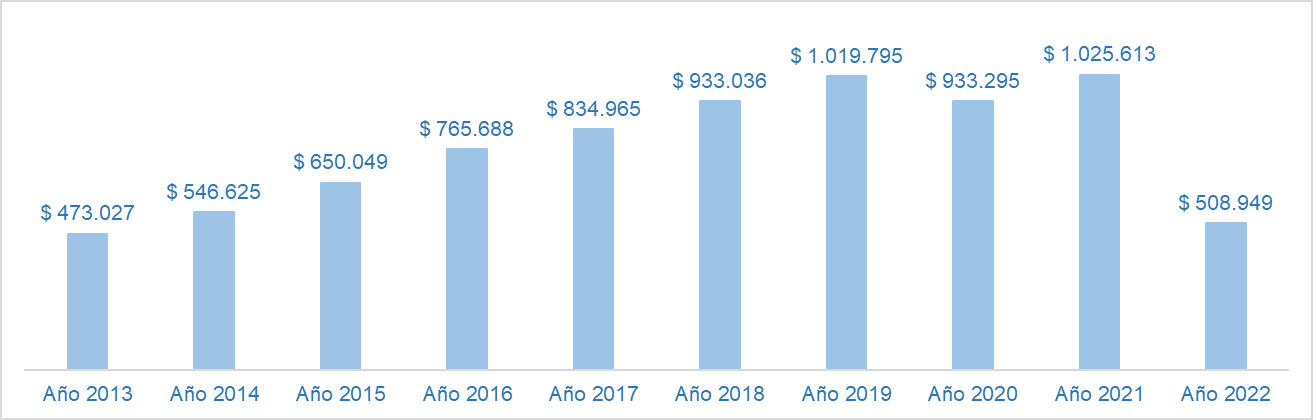 $ 473.027
$ 546.625
$ 650.049
$ 765.688
$ 834.965
$ 933.036
$ 1.019.795
$ 933.295
$ 1.025.613
$ 508.949
Año 2013
Año 2014
Año 2015
Año 2016
Año 2017
Año 2018
Año 2019
Año 2020
Año 2021
Año 2022